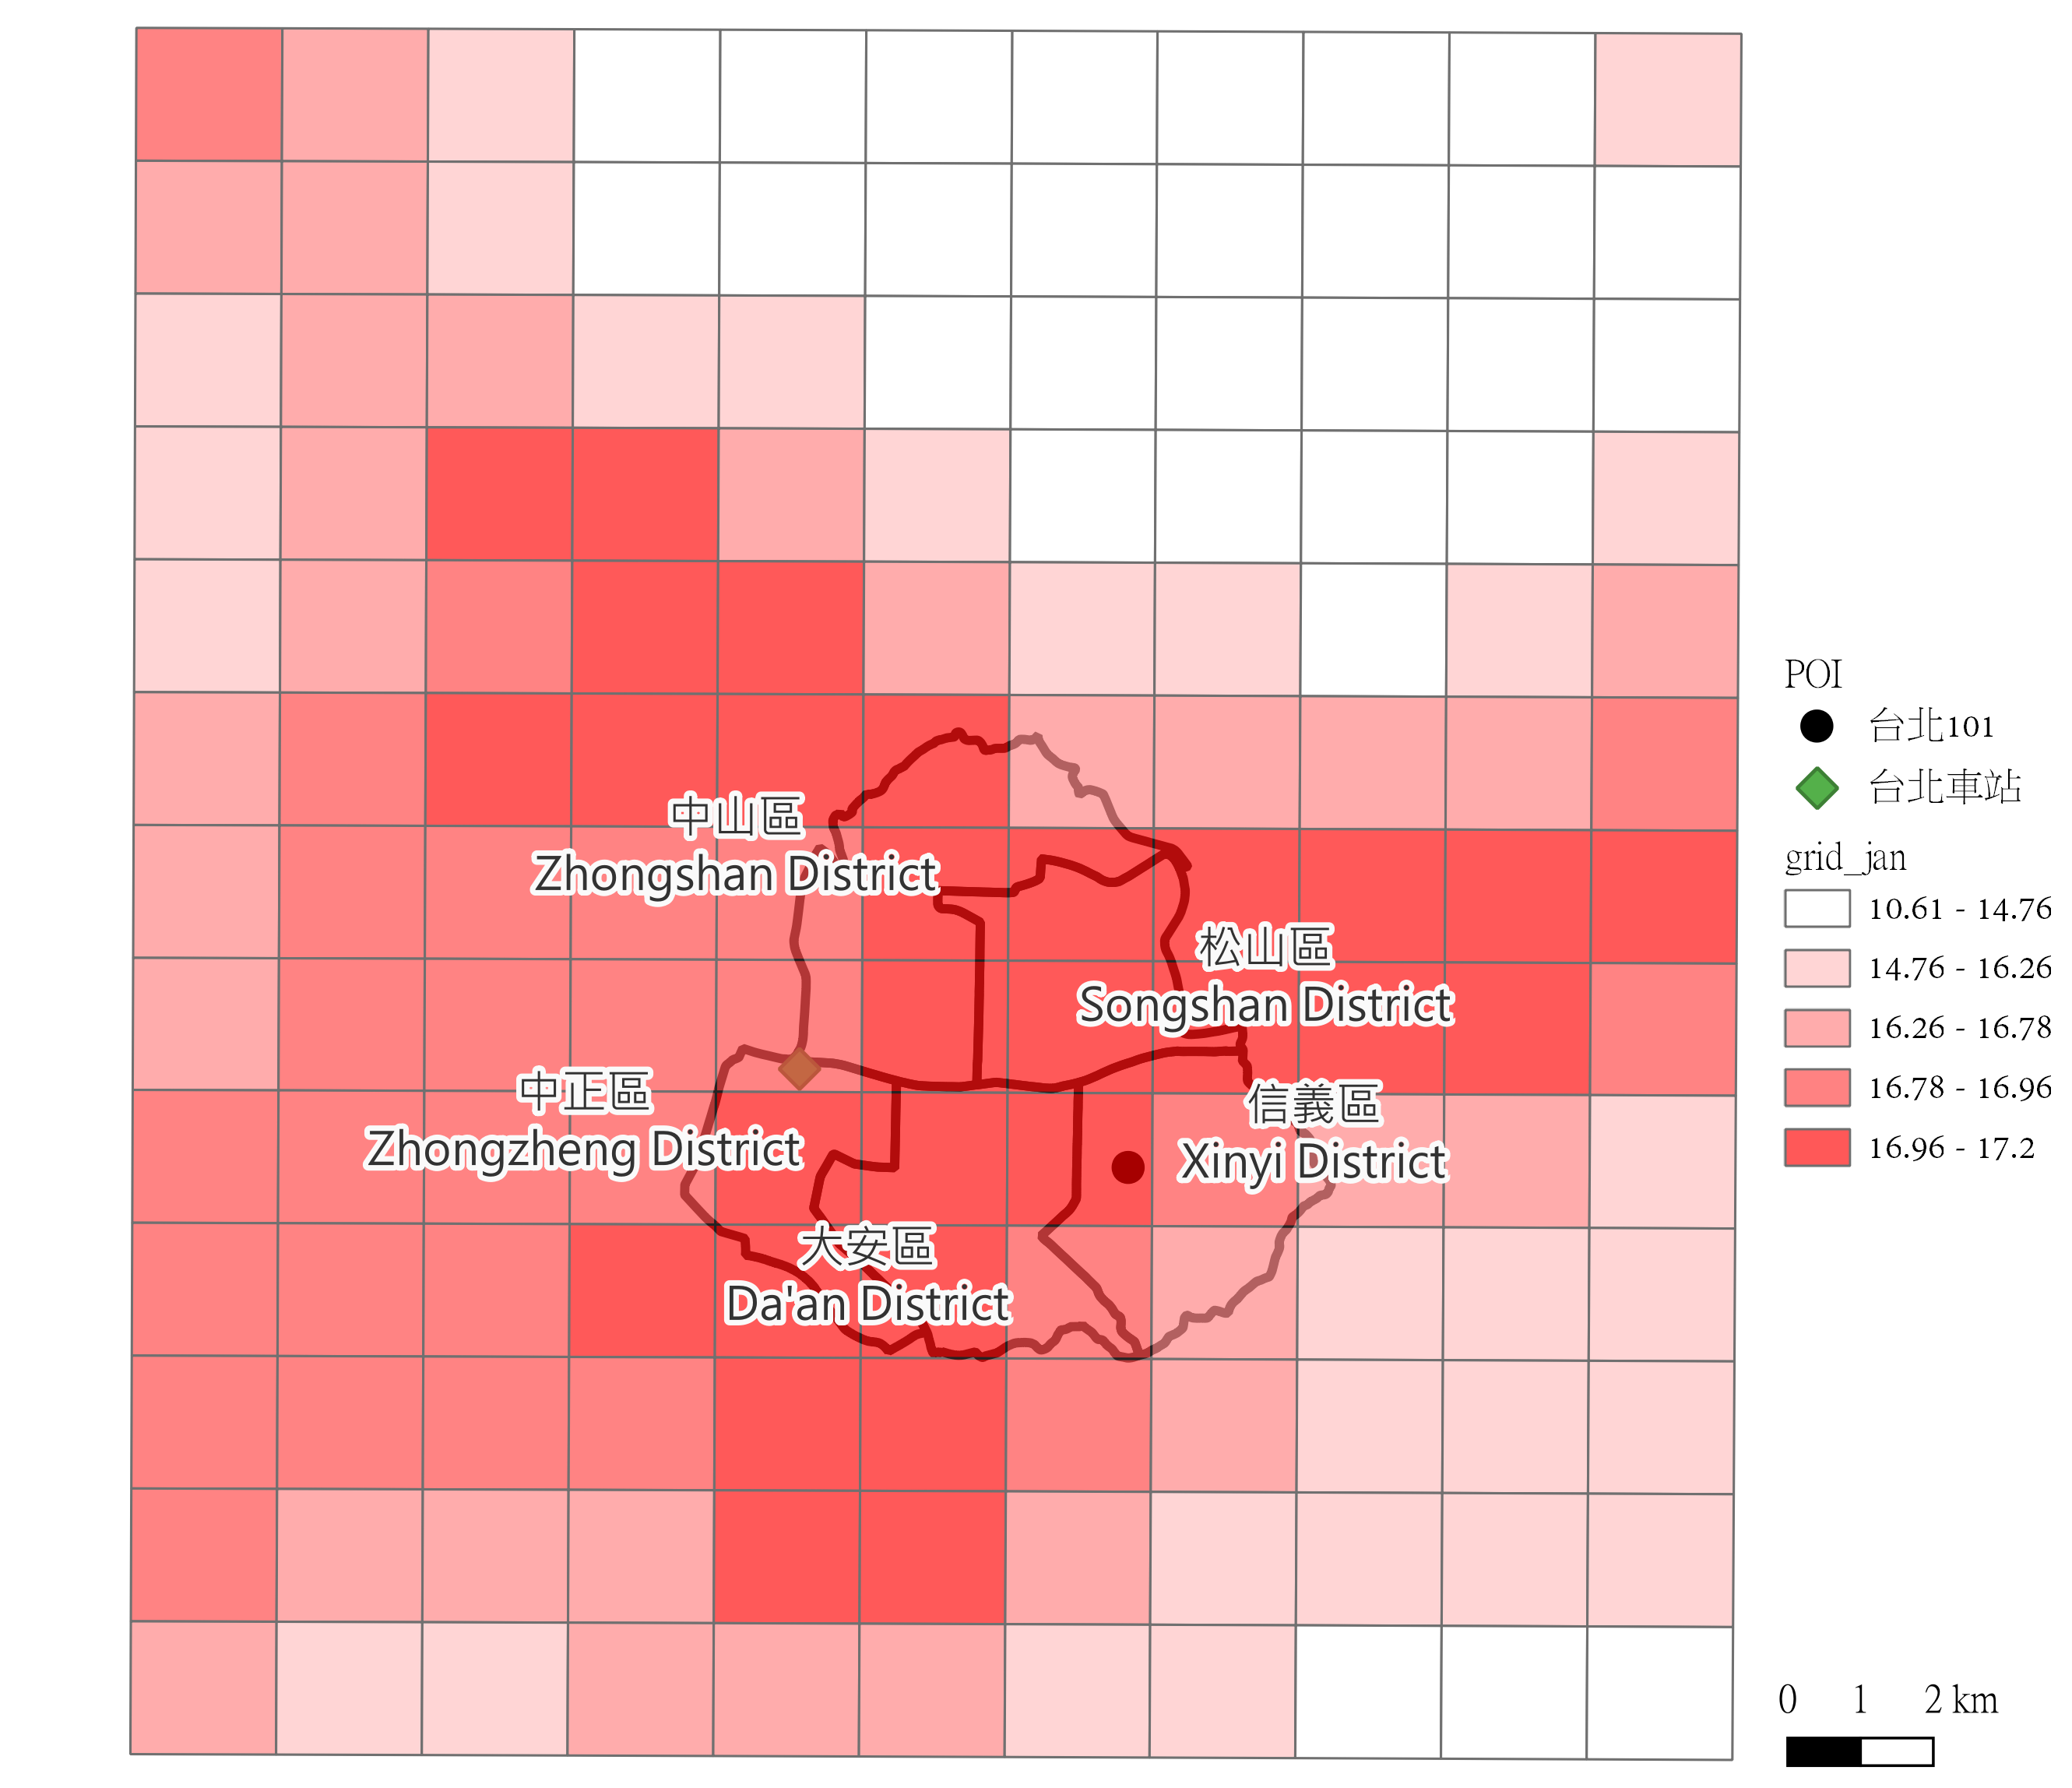 中山區
Zhongshan District
松山區
Songshan District
中正區
Zhongzheng District
信義區
Xinyi District
大安區
Da'an District
POI
台北101
台北車站
grid_jan
10.61 - 14.76
14.76 - 16.26
16.26 - 16.78
16.78 - 16.96
16.96 - 17.2
0 1 2 km